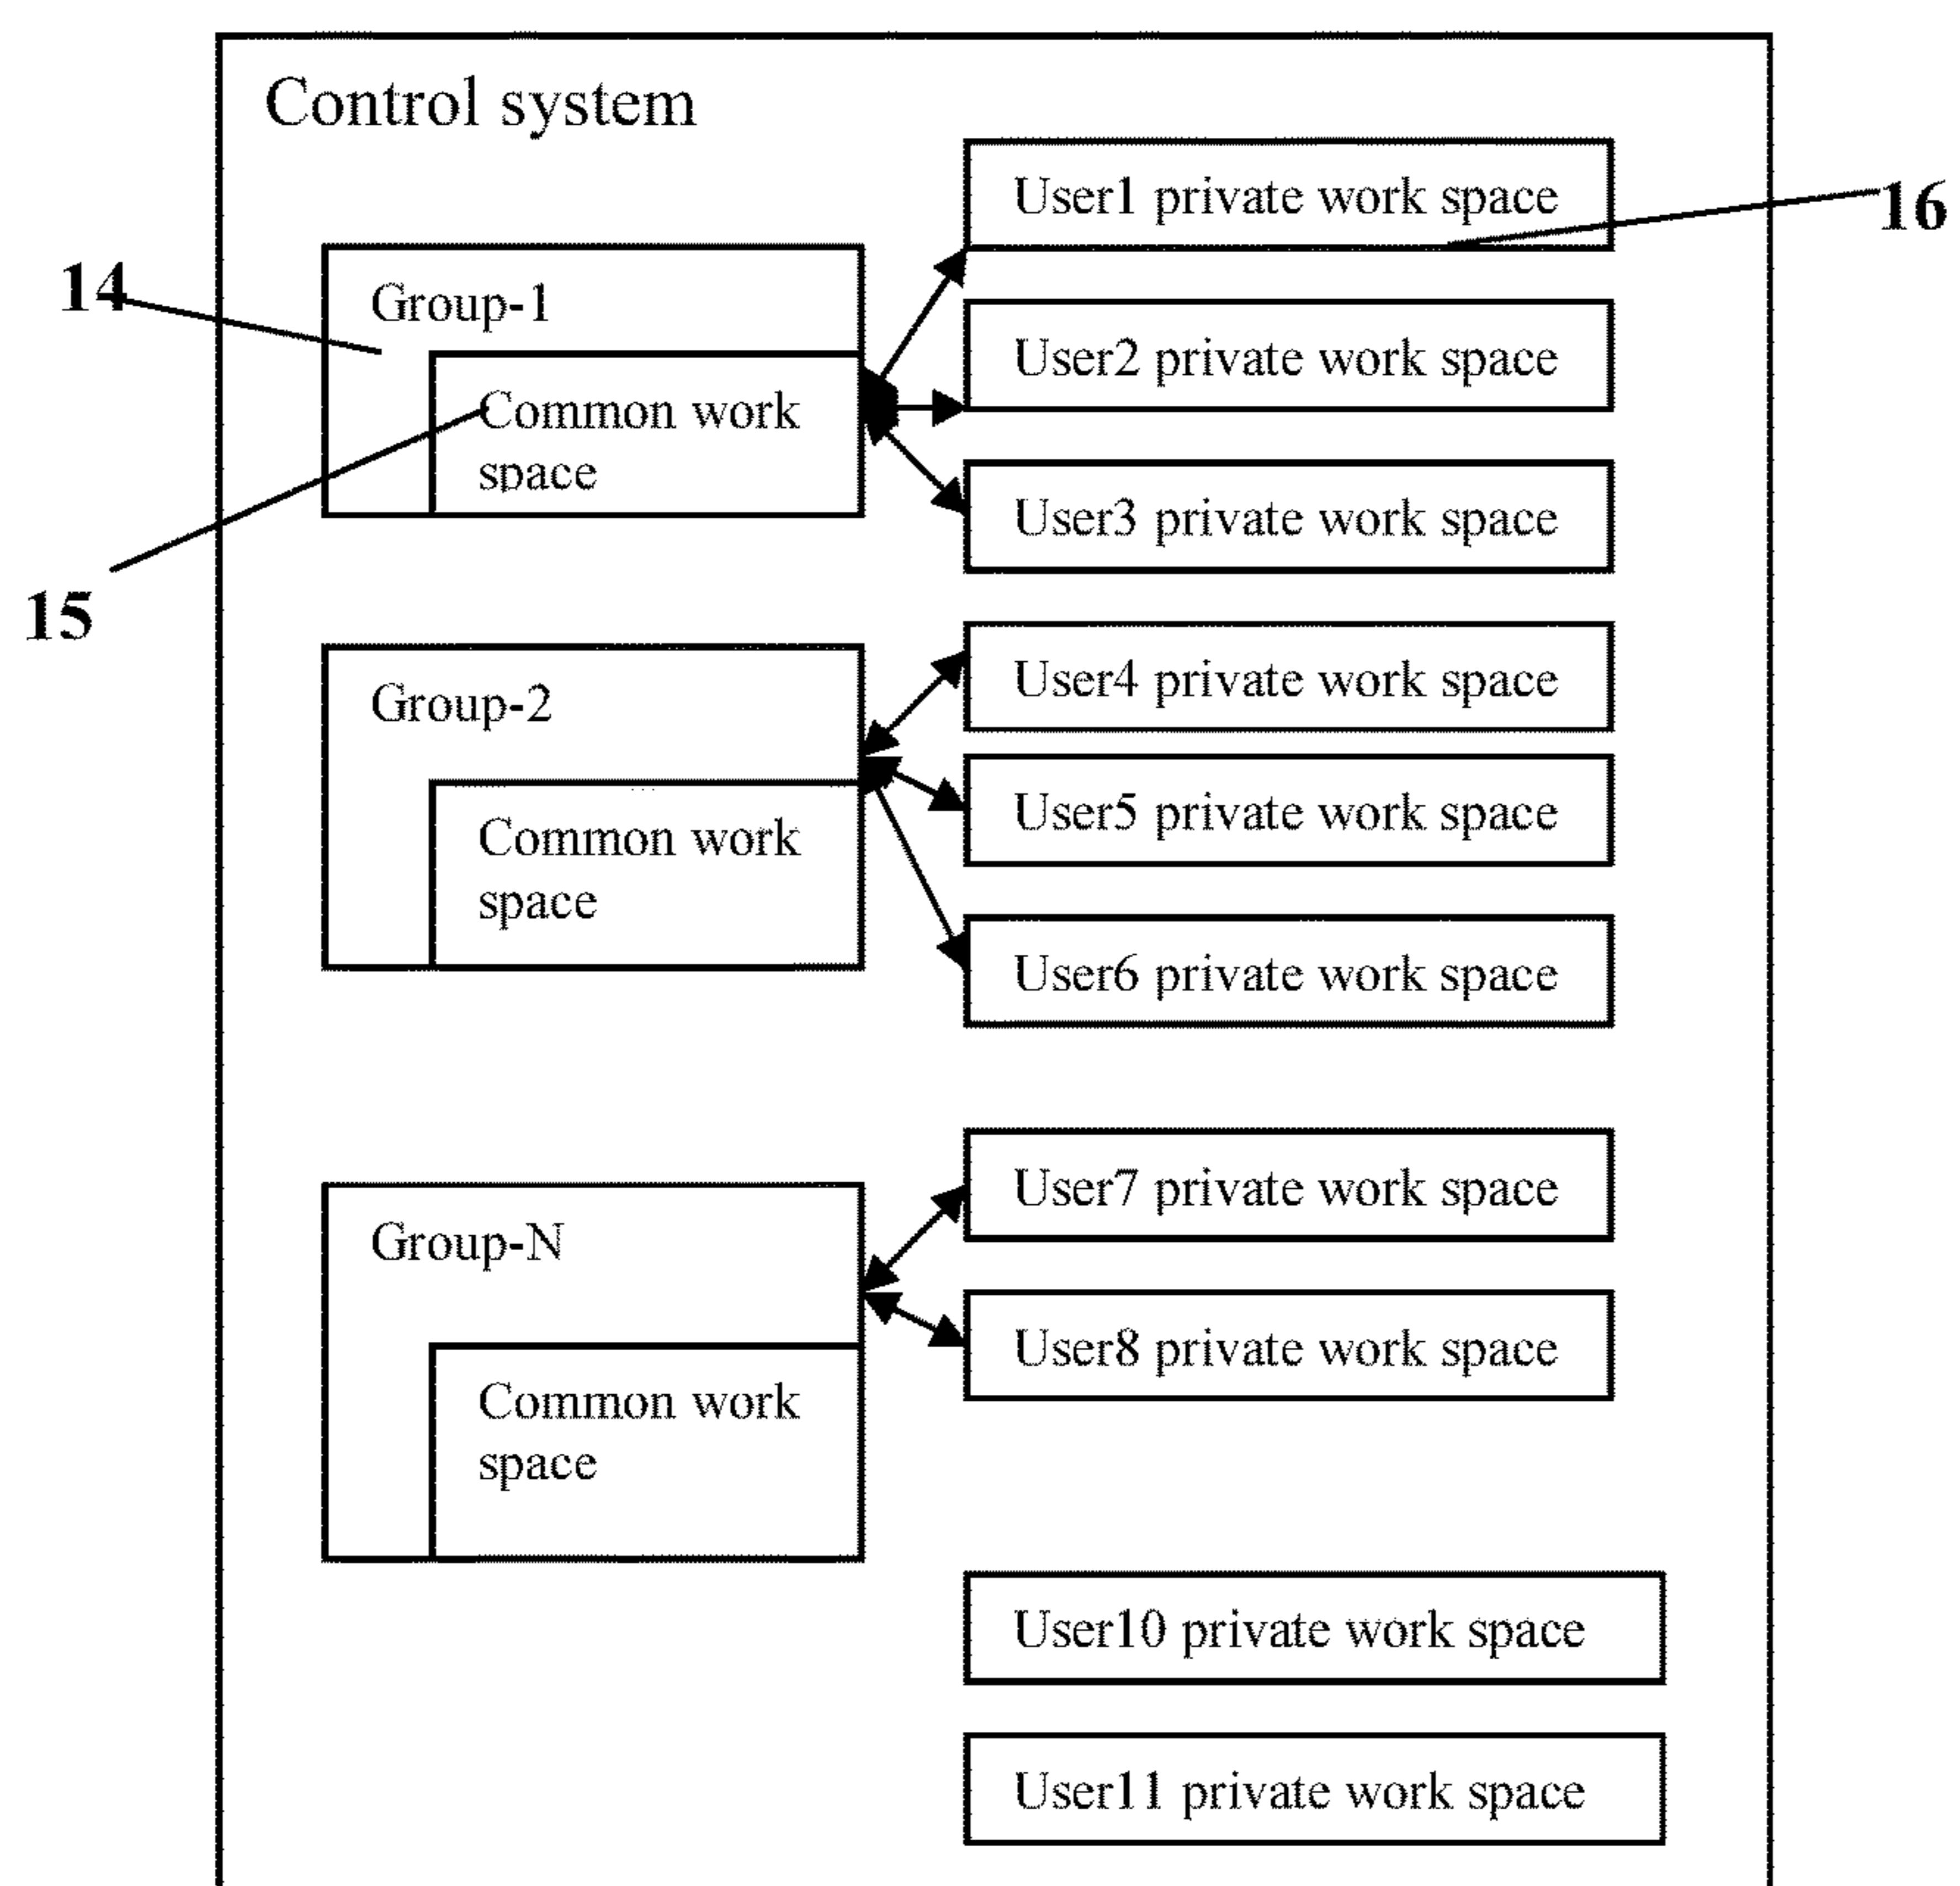 Control system
User1 private work space
16
14
Group-1
User2 private work space
Common work
space
User3 private work space
15
User4 private work space
Group-2
User5 private work space
Common work
space
User6 private work space
User7 private work space
Group-N
User8 private work space
Common work
space
User10 private work space
User11 private work space